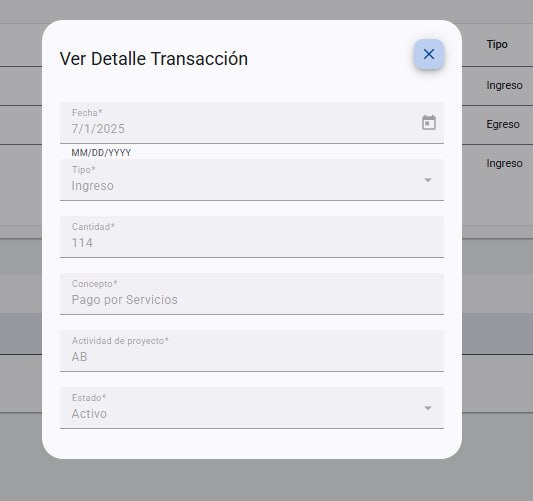 Ver Detalle Transacción
Fecha*
7/1/2025
MM/DD/YYYY
Tipo*
Ingreso
Cantidad*
114
Concepto*
Pago por Servicios
Actividad de proyecto*
AB
Estado*
Activo
Tipo
Ingreso
Egreso
Ingreso